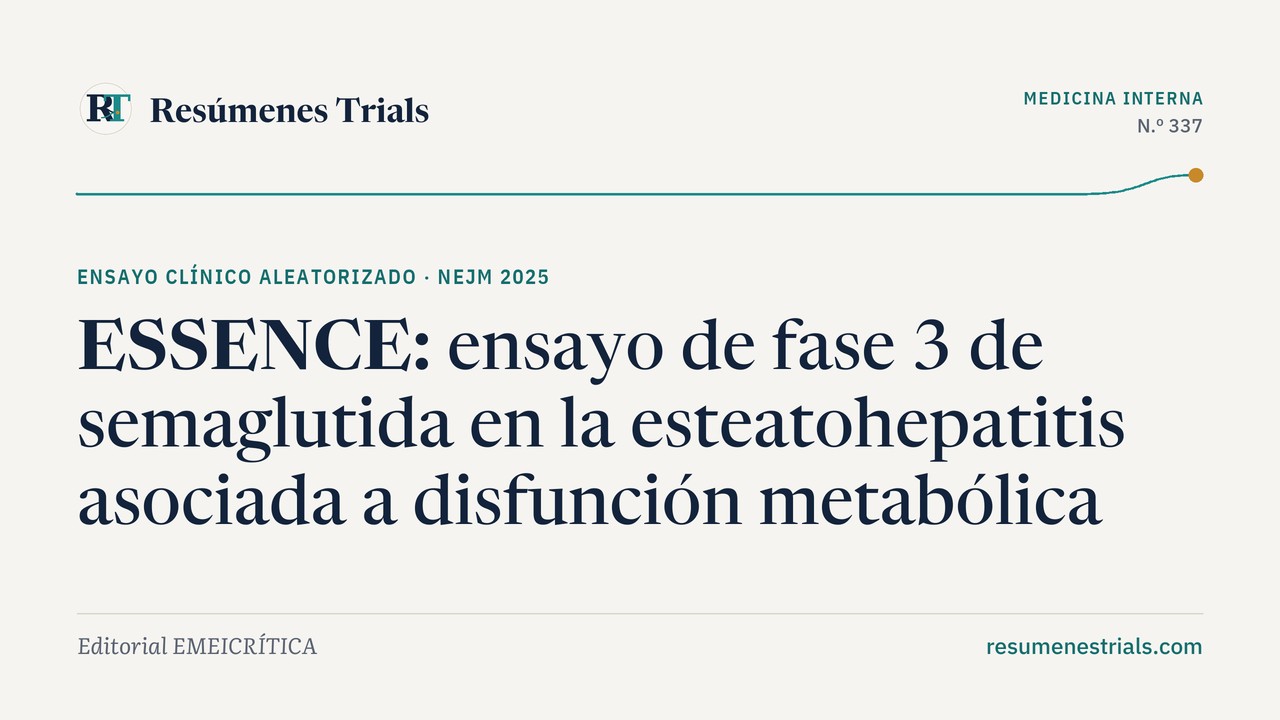 RT Resúmenes Trials
MEDICINA INTERNA
N.º 337
ENSAYO CLÍNICO ALEATORIZADO · NEJM 2025
ESSENCE: ensayo de fase 3 de
semaglutida en la esteatohepatitis
asociada a disfunción metabólica
Editorial EMEICRÍTICA
resumenestrials.com